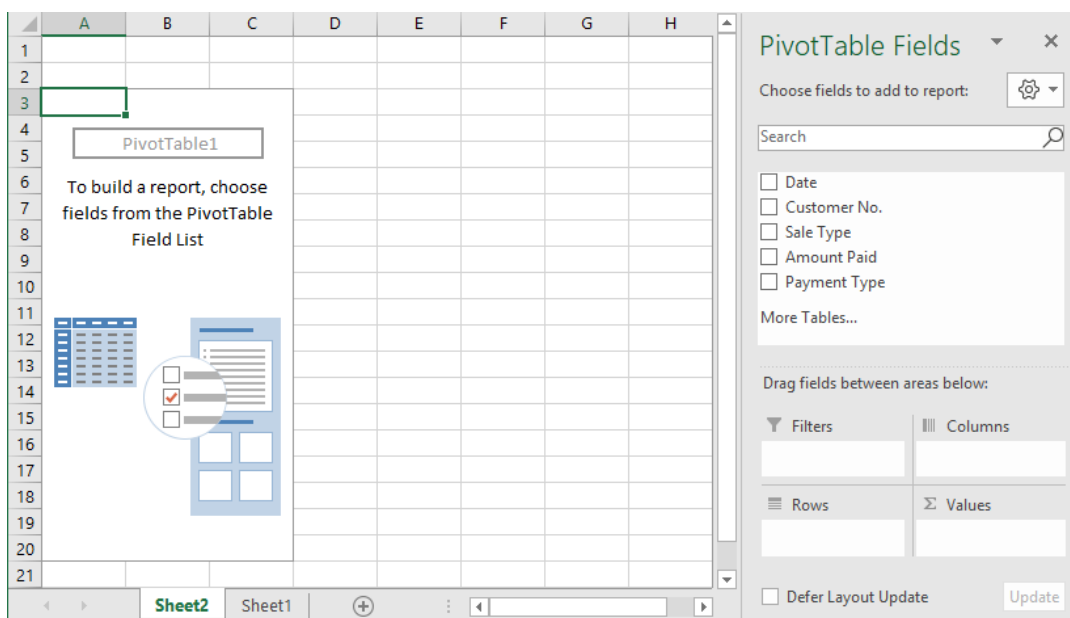 A B C D E F G H
1
2
3
4
5
6
7
8
9
10
11
12
13
14
15
16
17
18
19
20
21
PivotTable1
To build a report, choose
fields from the PivotTable
Field List
Sheet2 Sheet1
PivotTable Fields
Choose fields to add to report:
Search
Date
Customer No.
Sale Type
Amount Paid
Payment Type
More Tables...
Drag fields between areas below:
Filters Columns
Rows Σ Values
Defer Layout Update Update